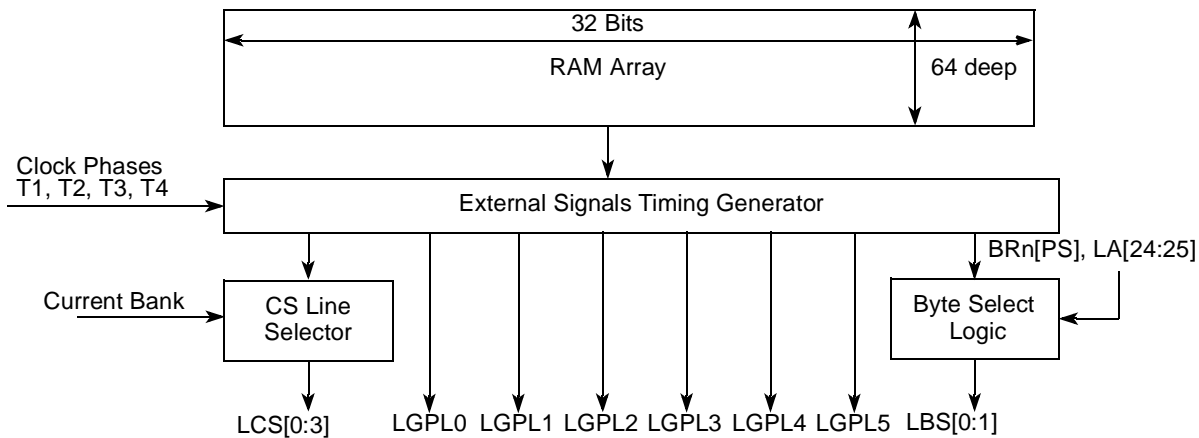 32 Bits
RAM Array
64 deep
Clock Phases
T1, T2, T3, T4
External Signals Timing Generator
BRn[PS], LA[24:25]
Current Bank
CS Line
Selector
Byte Select
Logic
LCS[0:3]
LGPL0
LGPL1
LGPL2
LGPL3
LGPL4
LGPL5
LBS[0:1]